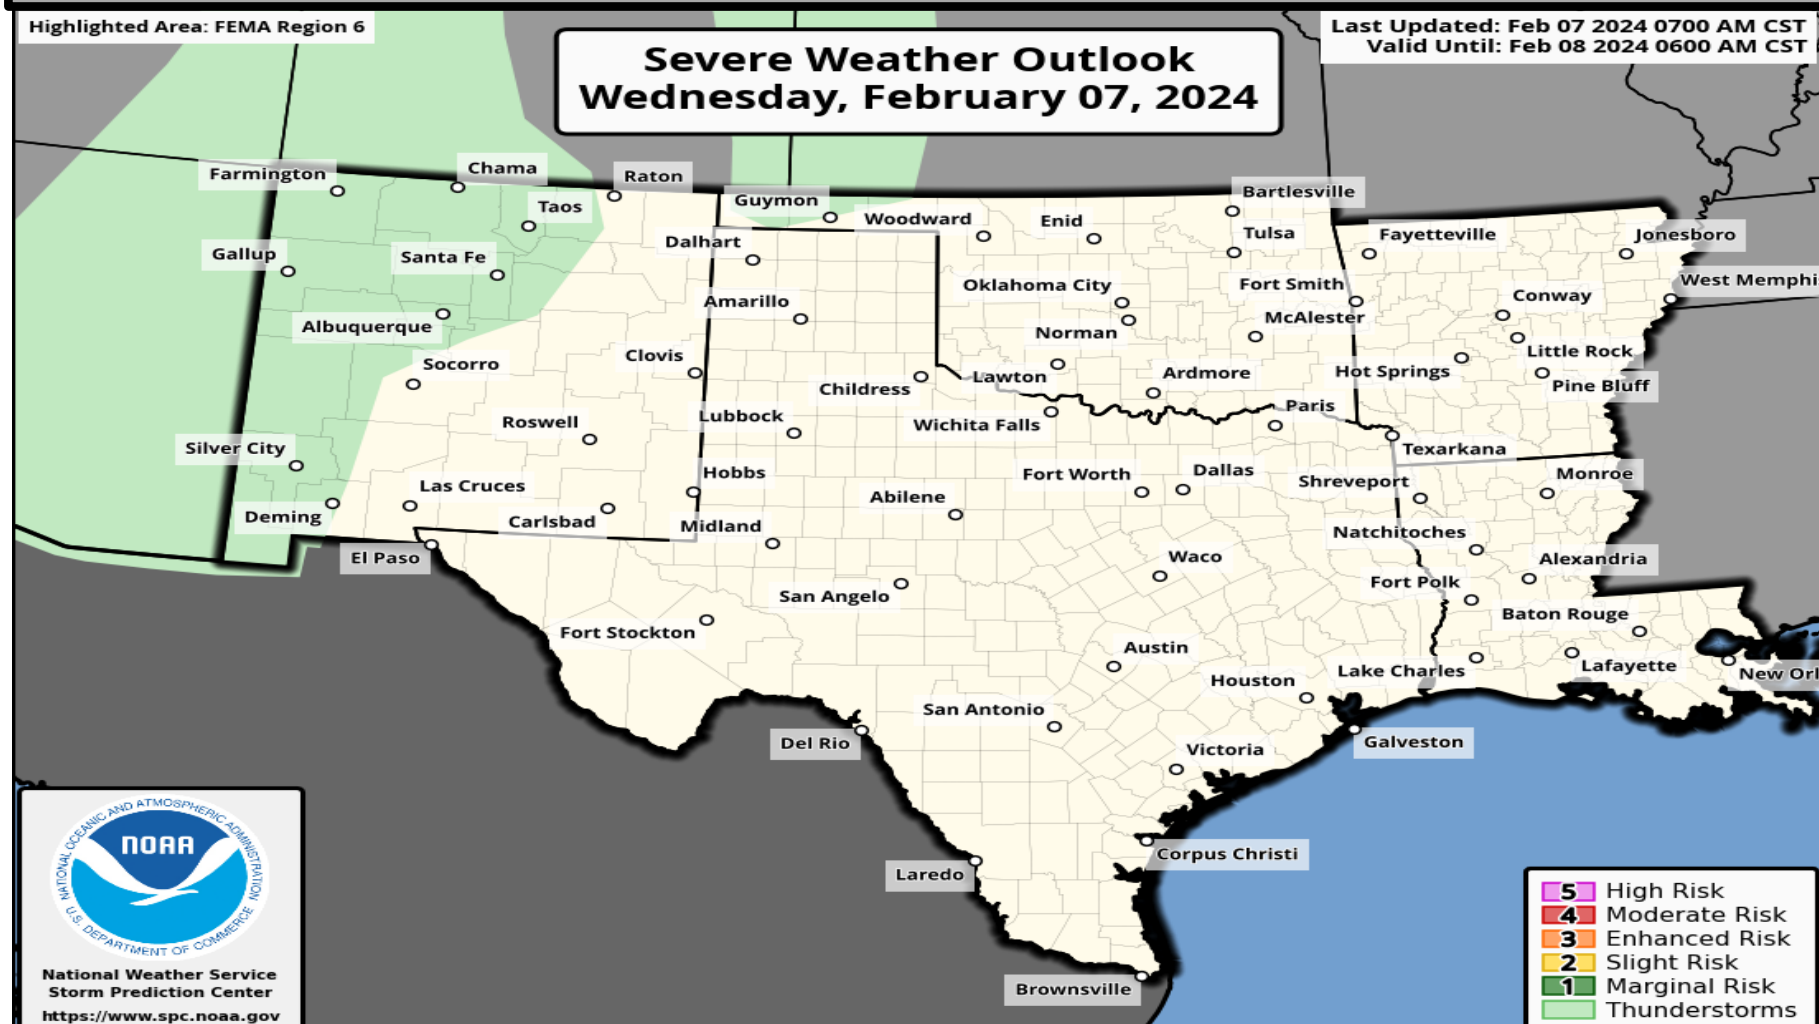 Highlighted Area: FEMA Region 6
Severe Weather Outlook
Wednesday, February 07, 2024
Last Updated: Feb 07 2024 0700 AM CST
Valid Until: Feb 08 2024 0600 AM CST
Farmington
Chama
Raton
Taos
Guymon
Woodward
Enid
Bartlesville
Tulsa
Fayetteville
Jonesboro
Gallup
Santa Fe
Dalhart
Oklahoma City
Fort Smith
Conway
West Memphi
Albuquerque
Amarillo
Norman
McAlester
Little Rock
Socorro
Clovis
Childress
Lawton
Ardmore
Hot Springs
Pine Bluff
Roswell
Lubbock
Wichita Falls
Paris
Texarkana
Silver City
Las Cruces
Hobbs
Abilene
Fort Worth
Dallas
Shreveport
Monroe
Deming
Carlsbad
Midland
Natchitoches
El Paso
San Angelo
Waco
Fort Polk
Alexandria
Fort Stockton
Austin
Baton Rouge
Houston
Lake Charles
Lafayette
New Orl
San Antonio
Del Rio
Victoria
Galveston
Laredo
Corpus Christi
Brownsville
NATIONAL OCEANIC AND ATMOSPHERIC ADMINISTRATION
NOAA
U.S. DEPARTMENT OF COMMERCE
National Weather Service
Storm Prediction Center
https://www.spc.noaa.gov
5 High Risk
4 Moderate Risk
3 Enhanced Risk
2 Slight Risk
1 Marginal Risk
Thunderstorms